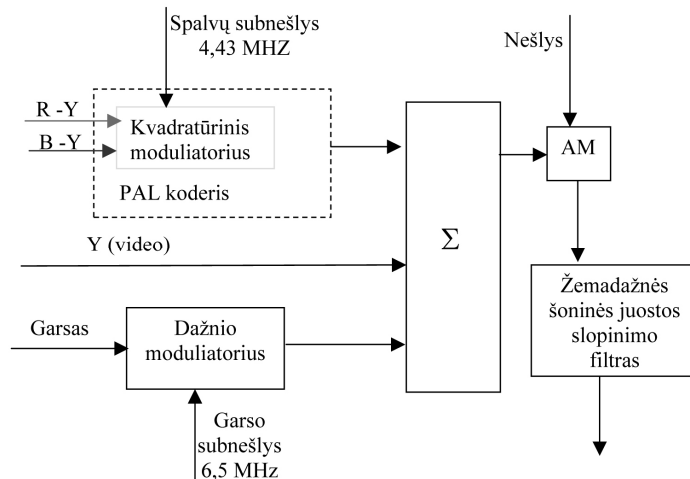 Spalvų subnešlys
4,43 MHZ
Nešlys
R -Y
B -Y
Kvadratūrinis
moduliatorius
PAL koderis
AM
Σ
Y (video)
Garsas
Dažnio
moduliatorius
Garso
subnešlys
6,5 MHz
Žemadažnės
šoninės juostos
slopinimo
filtras